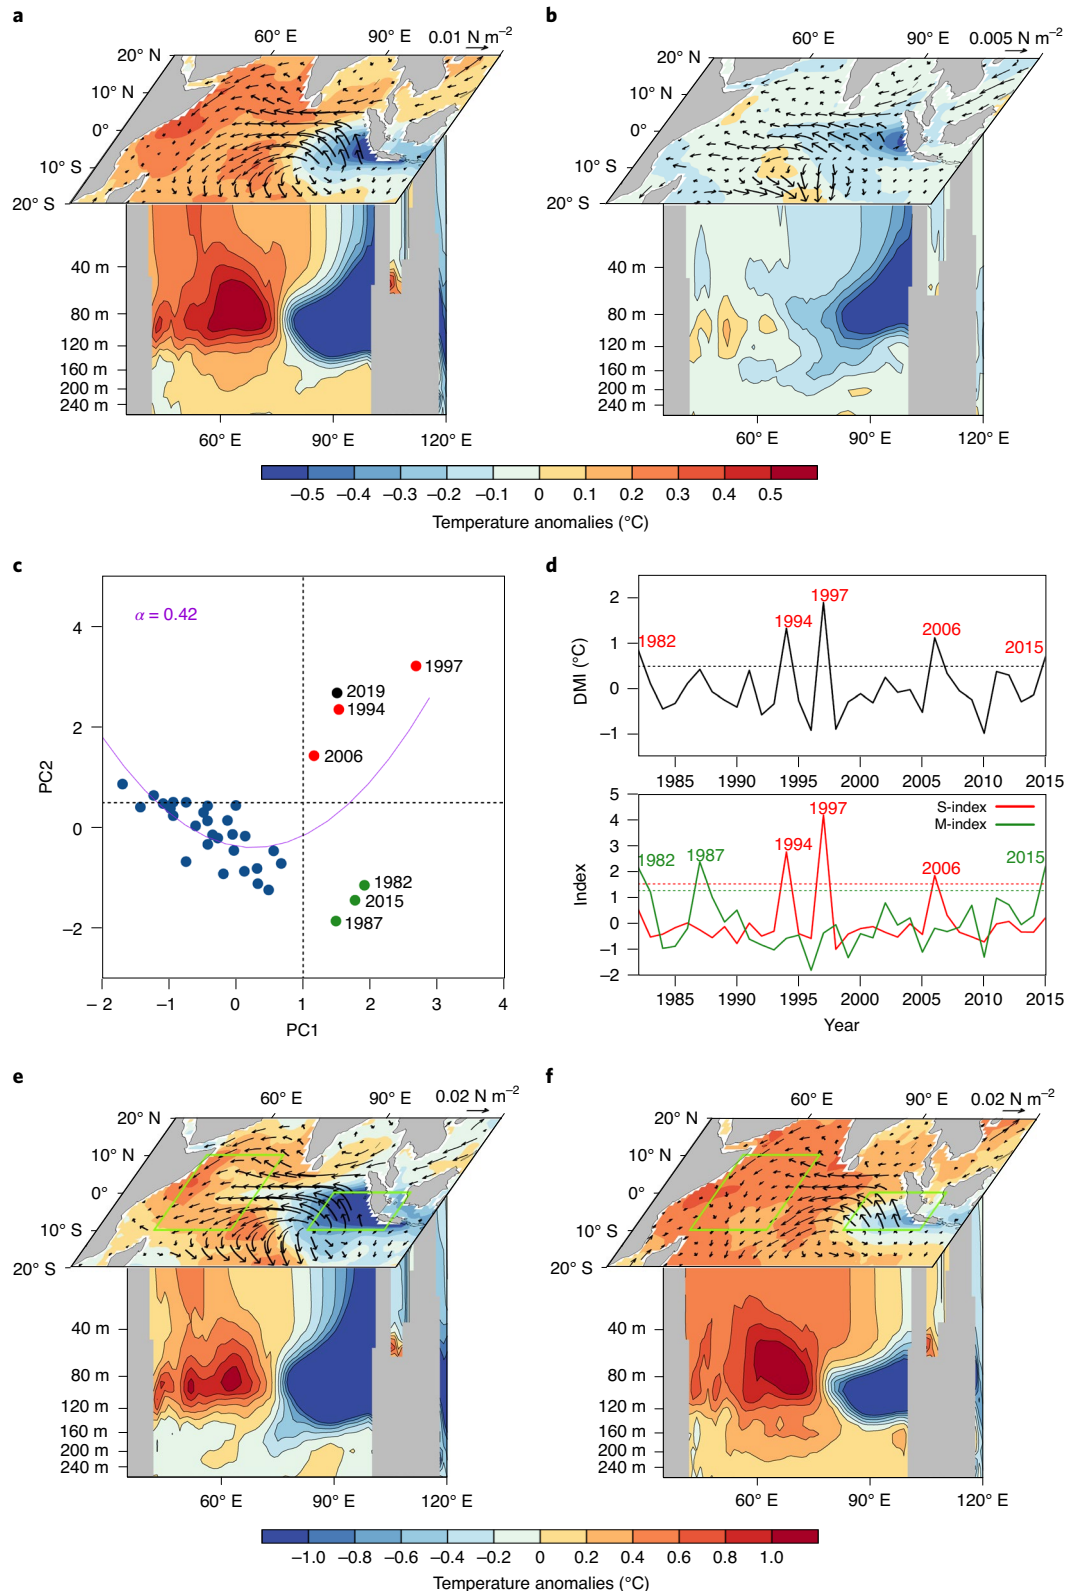 a
60° E 90° E 0.01 N m⁻²
20° N
10° N
0°
10° S
20° S
40 m
80 m
120 m
160 m
200 m
240 m
60° E 90° E 120° E
b
60° E 90° E 0.005 N m⁻²
20° N
10° N
0°
10° S
20° S
40 m
80 m
120 m
160 m
200 m
240 m
60° E 90° E 120° E
−0.5 −0.4 −0.3 −0.2 −0.1 0 0.1 0.2 0.3 0.4 0.5
Temperature anomalies (°C)
c
α = 0.42
4
2
0
−2
PC2
1997
2019
1994
2006
1982
2015
1987
−2 −1 0 1 2 3 4
PC1
d
2
1
0
−1
DMI (°C)
1982
1994
1997
2006
2015
1985 1990 1995 2000 2005 2010 2015
5
4
3
2
1
0
−1
−2
Index
S-index
M-index
1982
1987
1994
1997
2006
2015
1985 1990 1995 2000 2005 2010 2015
Year
e
60° E 90° E 0.02 N m⁻²
20° N
10° N
0°
10° S
20° S
40 m
80 m
120 m
160 m
200 m
240 m
60° E 90° E 120° E
f
60° E 90° E 0.02 N m⁻²
20° N
10° N
0°
10° S
20° S
40 m
80 m
120 m
160 m
200 m
240 m
60° E 90° E 120° E
−1.0 −0.8 −0.6 −0.4 −0.2 0 0.2 0.4 0.6 0.8 1.0
Temperature anomalies (°C)